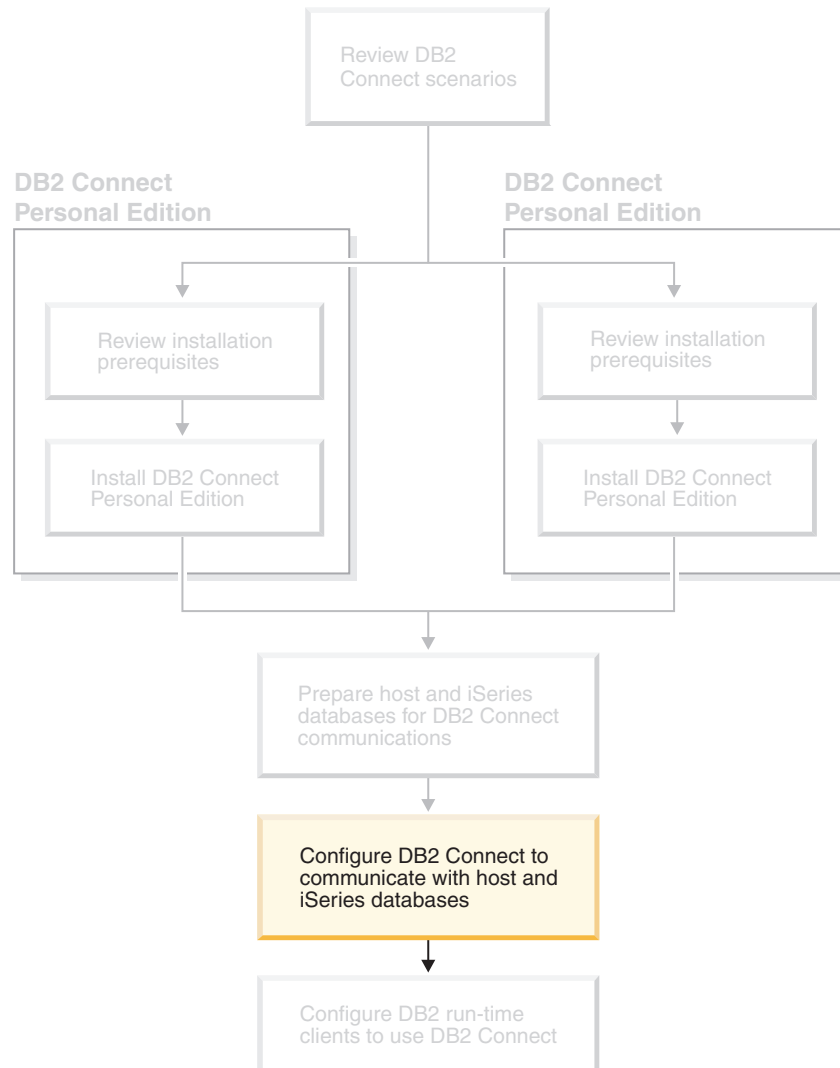 Review DB2
Connect scenarios
DB2 Connect
Personal Edition
Review installation
prerequisites
Install DB2 Connect
Personal Edition
DB2 Connect
Personal Edition
Review installation
prerequisites
Install DB2 Connect
Personal Edition
Prepare host and iSeries
databases for DB2 Connect
communications
Configure DB2 Connect to
communicate with host and
iSeries databases
Configure DB2 run-time
clients to use DB2 Connect